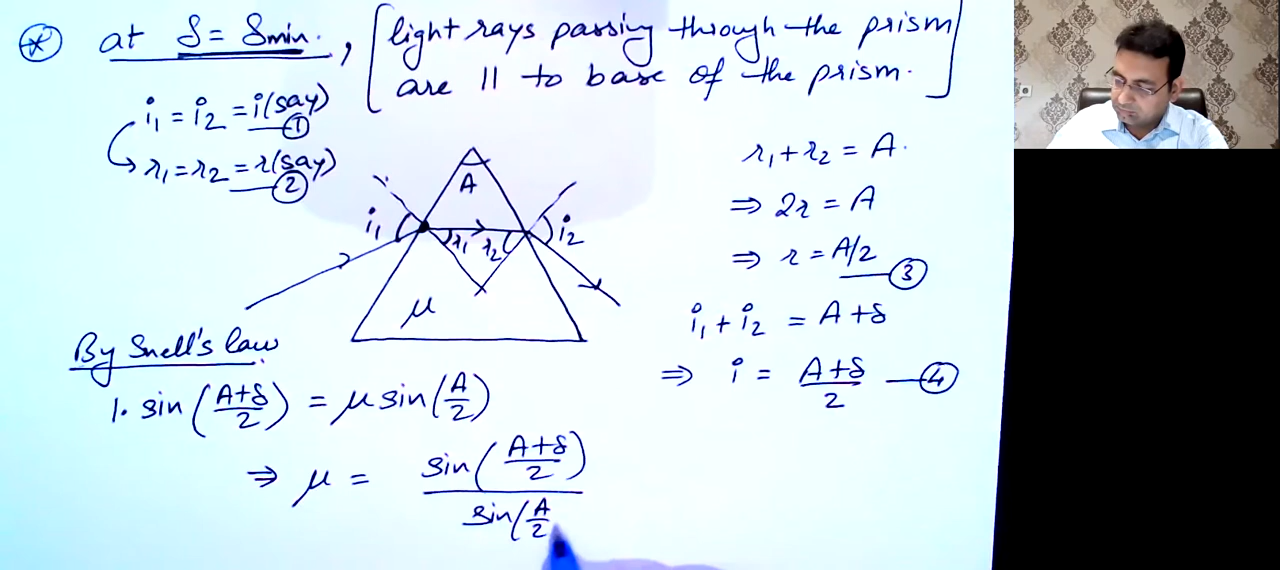 * at δ = δmin. , [light rays passing through the prism
are || to base of the prism.]
i₁ = i₂ = i (say) —①
→ r₁ = r₂ = r (say) —②
A
i₁
r₁
r₂
i₂
μ
r₁ + r₂ = A.
⇒ 2r = A
⇒ r = A/2 —③
i₁ + i₂ = A + δ
⇒ i = (A+δ)/2 —④
By Snell's law
1. sin((A+δ)/2) = μ sin(A/2)
⇒ μ = sin((A+δ)/2) / sin(A/2